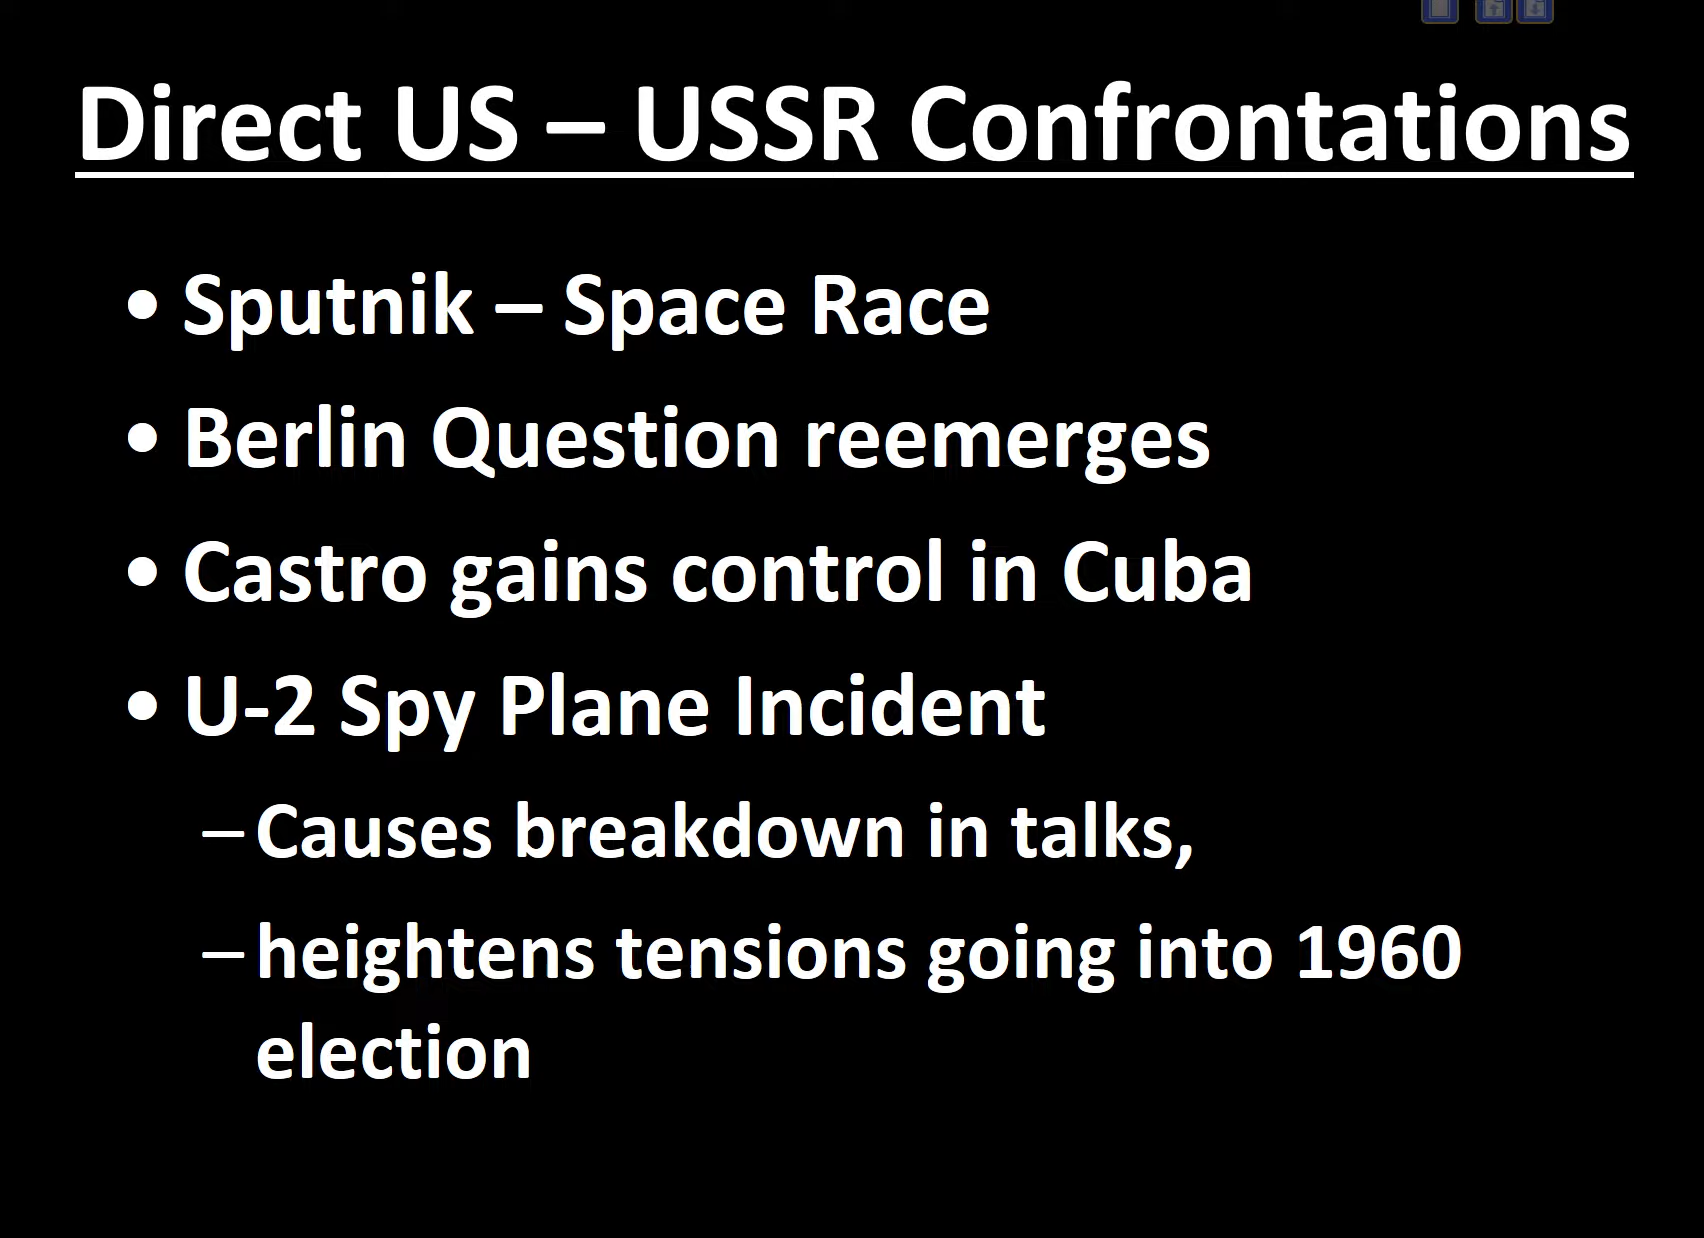 Direct US – USSR Confrontations
• Sputnik – Space Race
• Berlin Question reemerges
• Castro gains control in Cuba
• U-2 Spy Plane Incident
– Causes breakdown in talks,
– heightens tensions going into 1960
election